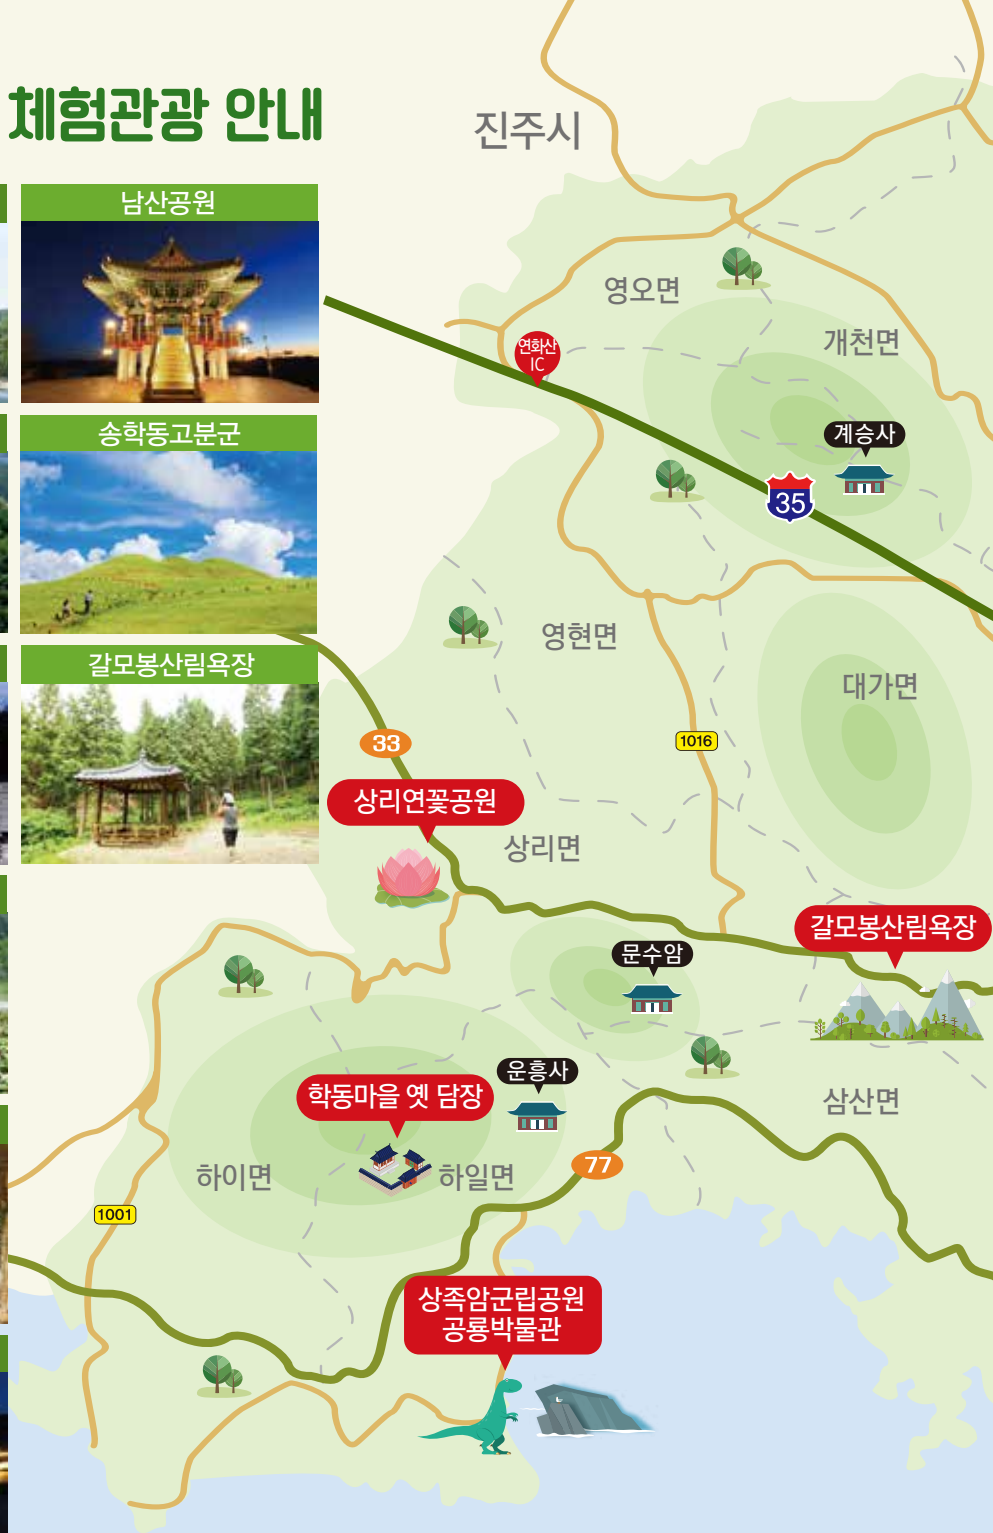 체험관광 안내
남산공원
송학동고분군
갈모봉산림욕장
진주시
영오면
연화산
IC
개천면
계승사
35
영현면
대가면
33
1016
상리연꽃공원
상리면
갈모봉산림욕장
문수암
운흥사
학동마을 옛 담장
삼산면
하이면
하일면
77
1001
상족암군립공원
공룡박물관